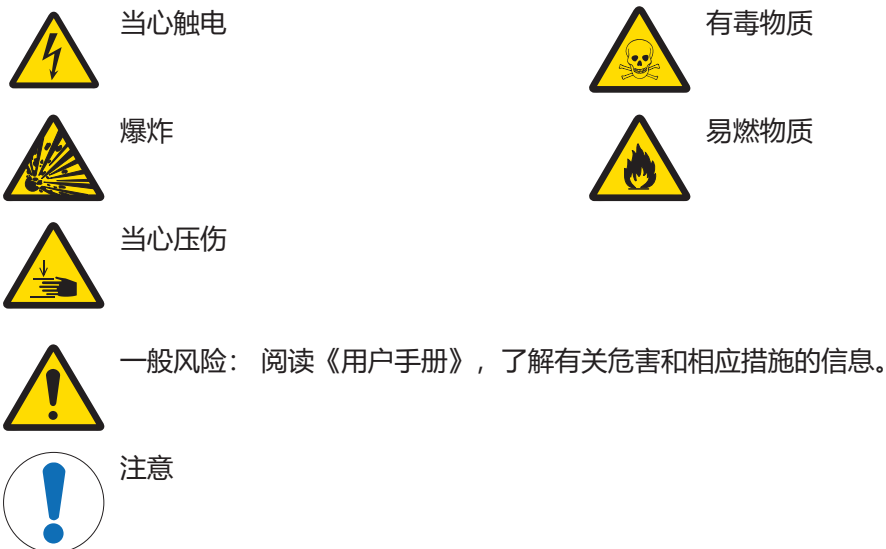 当心触电
有毒物质
爆炸
易燃物质
当心压伤
一般风险： 阅读《用户手册》，了解有关危害和相应措施的信息。
注意